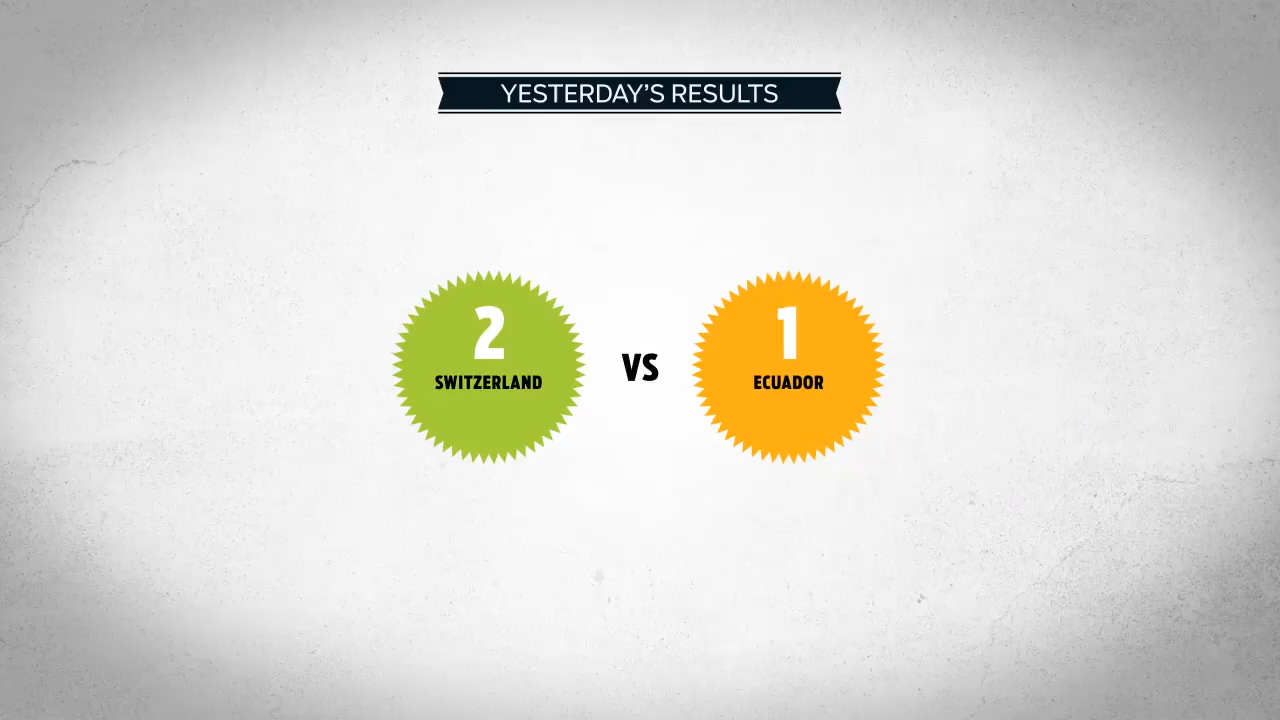 YESTERDAY'S RESULTS
2
SWITZERLAND
VS
1
ECUADOR